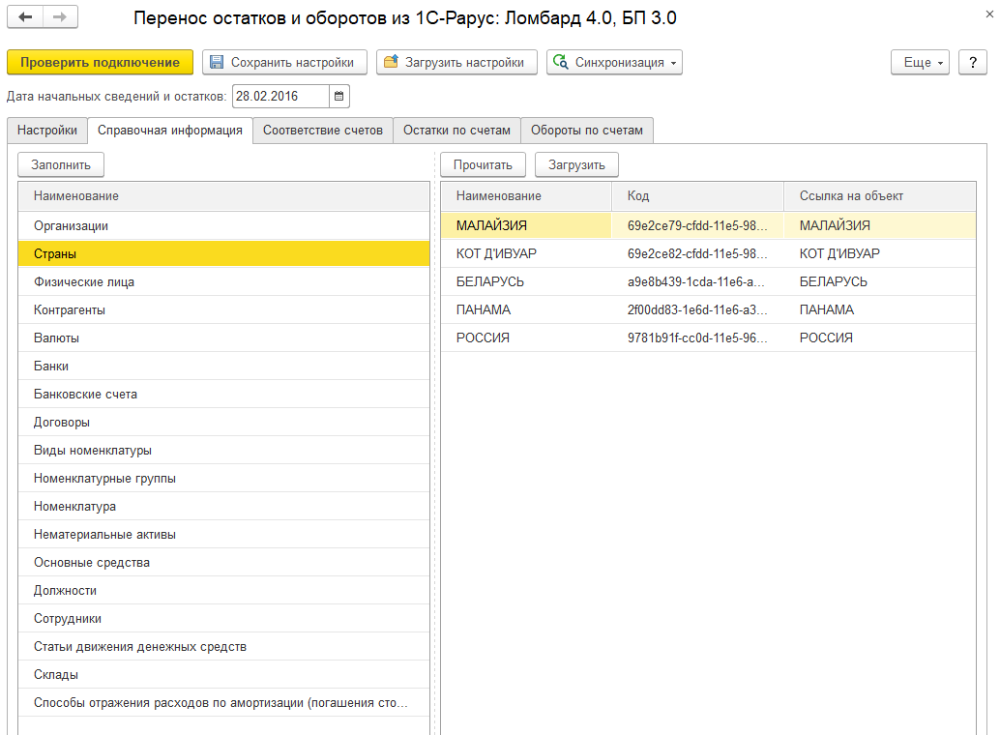 Перенос остатков и оборотов из 1С-Рарус: Ломбард 4.0, БП 3.0
Проверить подключение Сохранить настройки Загрузить настройки Синхронизация Еще ?
Дата начальных сведений и остатков: 28.02.2016
Настройки Справочная информация Соответствие счетов Остатки по счетам Обороты по счетам
Заполнить
Наименование
Организации
Страны
Физические лица
Контрагенты
Валюты
Банки
Банковские счета
Договоры
Виды номенклатуры
Номенклатурные группы
Номенклатура
Нематериальные активы
Основные средства
Должности
Сотрудники
Статьи движения денежных средств
Склады
Способы отражения расходов по амортизации (погашения сто...
Прочитать Загрузить
Наименование Код Ссылка на объект
МАЛАЙЗИЯ 69e2ce79-cfdd-11e5-98... МАЛАЙЗИЯ
КОТ Д'ИВУАР 69e2ce82-cfdd-11e5-98... КОТ Д'ИВУАР
БЕЛАРУСЬ a9e8b439-1cda-11e6-a... БЕЛАРУСЬ
ПАНАМА 2f00dd83-1e6d-11e6-a3... ПАНАМА
РОССИЯ 9781b91f-cc0d-11e5-96... РОССИЯ